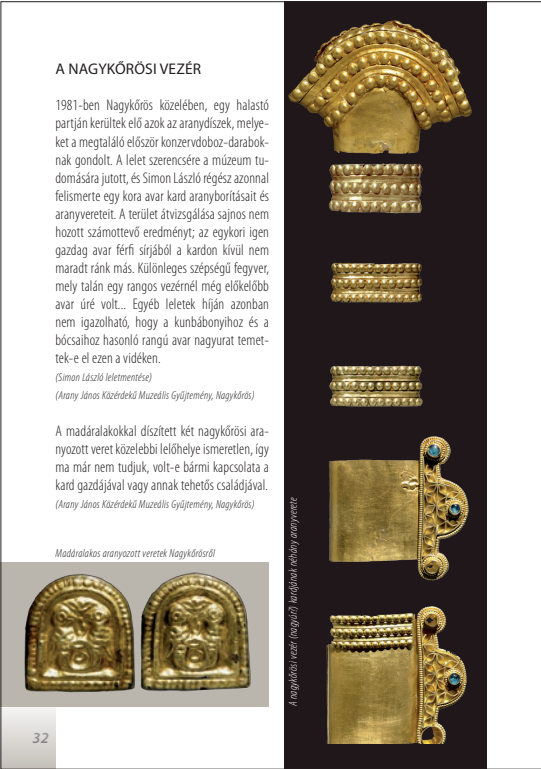 A NAGYKŐRÖSI VEZÉR
1981-ben Nagykőrös közelében, egy halastó
partján kerültek elő azok az aranydíszek, melye-
ket a megtaláló először konzervdoboz-darabok-
nak gondolt. A lelet szerencsére a múzeum tu-
domására jutott, és Simon László régész azonnal
felismerte egy kora avar kard aranyborításait és
aranyvereteit. A terület átvizsgálása sajnos nem
hozott számottevő eredményt; az egykori igen
gazdag avar férfi sírjából a kardon kívül nem
maradt ránk más. Különleges szépségű fegyver,
mely talán egy rangos vezérnél még előkelőbb
avar úré volt... Egyéb leletek híján azonban
nem igazolható, hogy a kunbábonyihoz és a
bócsaihoz hasonló rangú avar nagyurat temet-
tek-e el ezen a vidéken.
(Simon László leletmentése)
(Arany János Közérdekű Muzeális Gyűjtemény, Nagykőrös)
A madáralakokkal díszített két nagykőrösi ara-
nyozott veret közelebbi lelőhelye ismeretlen, így
ma már nem tudjuk, volt-e bármi kapcsolata a
kard gazdájával vagy annak tehetős családjával.
(Arany János Közérdekű Muzeális Gyűjtemény, Nagykőrös)
Madáralakos aranyozott veretek Nagykőrösről
A nagykőrösi vezér (nagyúr?) kardjának néhány aranyverete
32